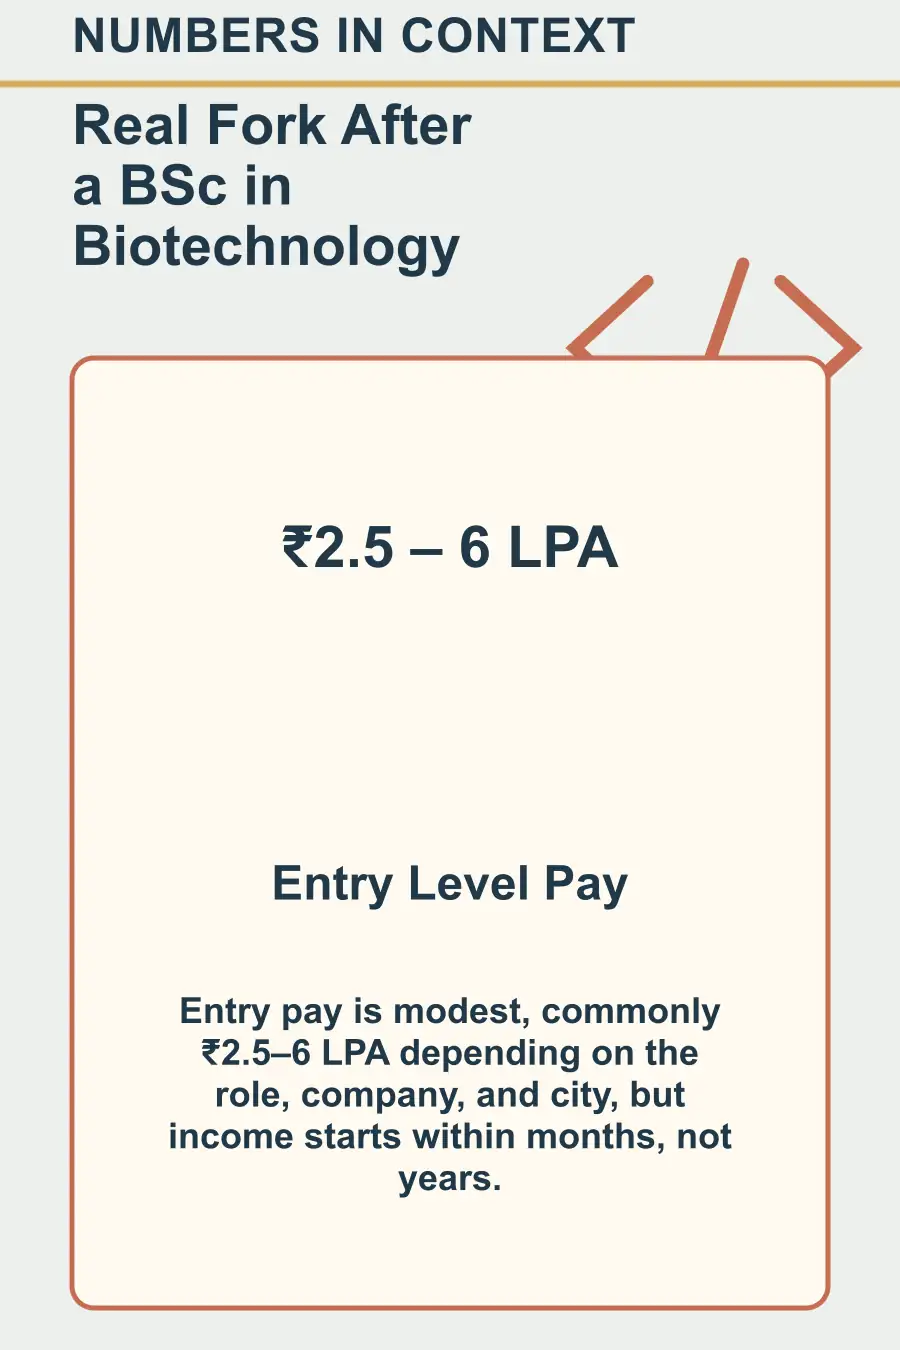 NUMBERS IN CONTEXT
Real Fork After
a BSc in
Biotechnology
₹2.5 – 6 LPA
Entry Level Pay
Entry pay is modest, commonly
₹2.5–6 LPA depending on the
role, company, and city, but
income starts within months, not
years.